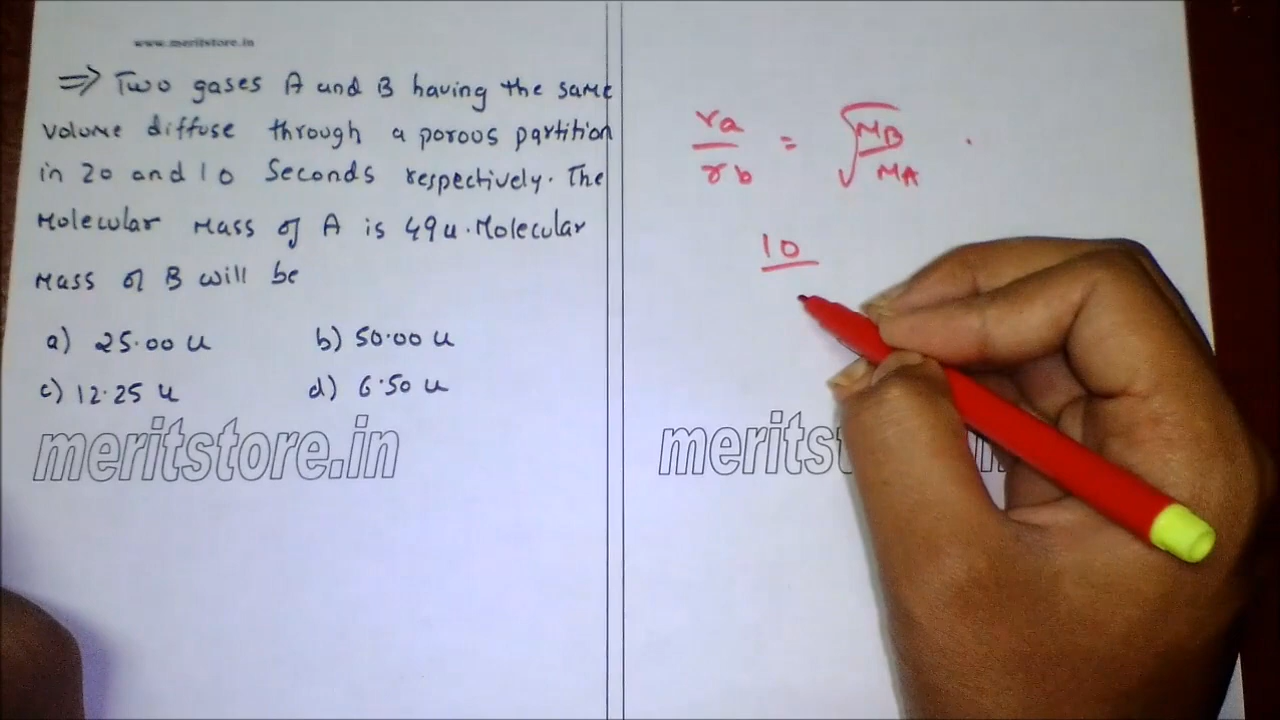 www.meritstore.in
⇒ Two gases A and B having the same
volume diffuse through a porous partition
in 20 and 10 Seconds respectively. The
Molecular Mass of A is 49u. Molecular
Mass of B will be
a) 25.00 u b) 50.00 u
c) 12.25 u d) 6.50 u
meritstore.in
ra / rb = √MB / MA .
10
merits
in